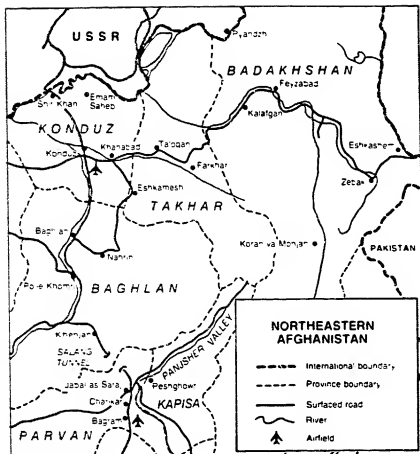 USSR
Pyandzh
BADAKHSHAN
Feyzabad
Shir Khan
Emam Saheb
Kalafgan
KONDUZ
Konduz
Khanabad
Taloqan
Eshkashem
Farkhar
Zebak
Eshkamesh
TAKHAR
Baghlan
Koran va Monjan
PAKISTAN
Nahrin
Pol-e Khomri
BAGHLAN
Khenjan
SALANG TUNNEL
PANJSHER VALLEY
Jabal as Saraj
Peshghowr
Charikar
KAPISA
Bagram
PARVAN
NORTHEASTERN
AFGHANISTAN
International boundary
Province boundary
Surfaced road
River
Airfield